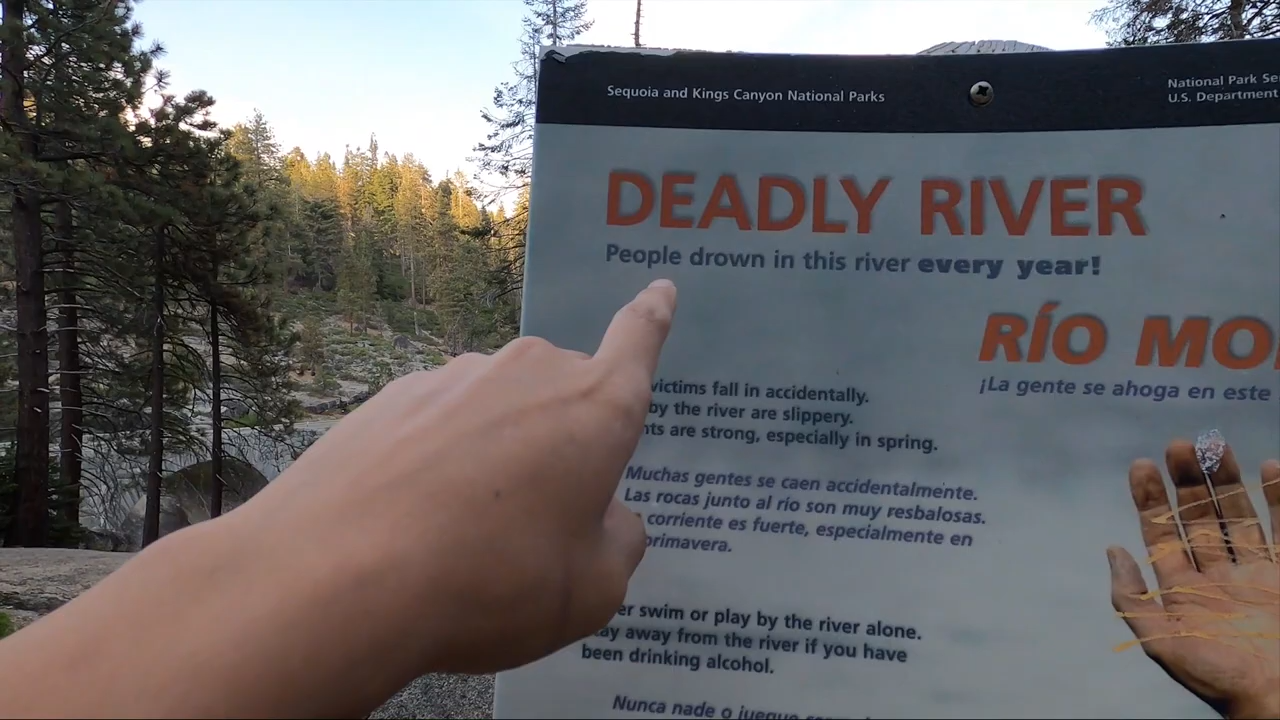 Sequoia and Kings Canyon National Parks
National Park
U.S. Department
DEADLY RIVER
People drown in this river every year!
RÍO
¡La gente se ahoga en este
victims fall in accidentally.
by the river are slippery.
are strong, especially in spring.
Muchas gentes se caen accidentalmente.
Las rocas junto al río son muy resbalosas.
corriente es fuerte, especialmente en
primavera.
swim or play by the river alone.
away from the river if you have
been drinking alcohol.
Nunca nade o juegue